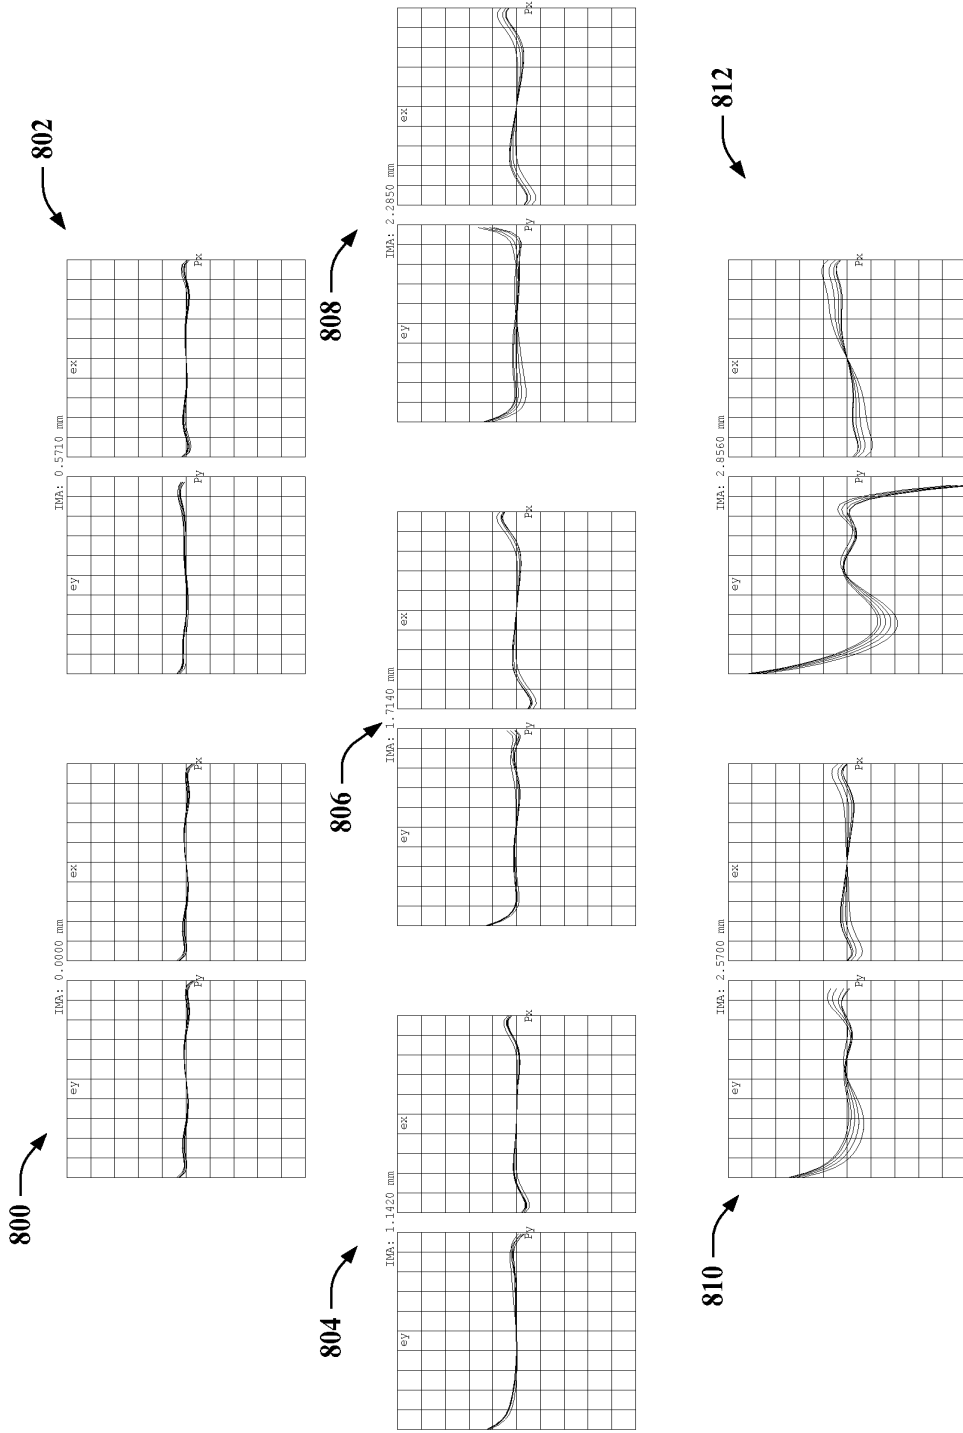 800
IMA: 0.0000 mm
ey
Py
ex
Px
802
IMA: 0.5710 mm
ey
Py
ex
Px
804
IMA: 1.1420 mm
ey
Py
ex
Px
806
IMA: 1.7140 mm
ey
Py
ex
Px
808
IMA: 2.2850 mm
ey
Py
ex
Px
810
IMA: 2.5700 mm
ey
Py
ex
Px
812
IMA: 2.8560 mm
ey
Py
ex
Px